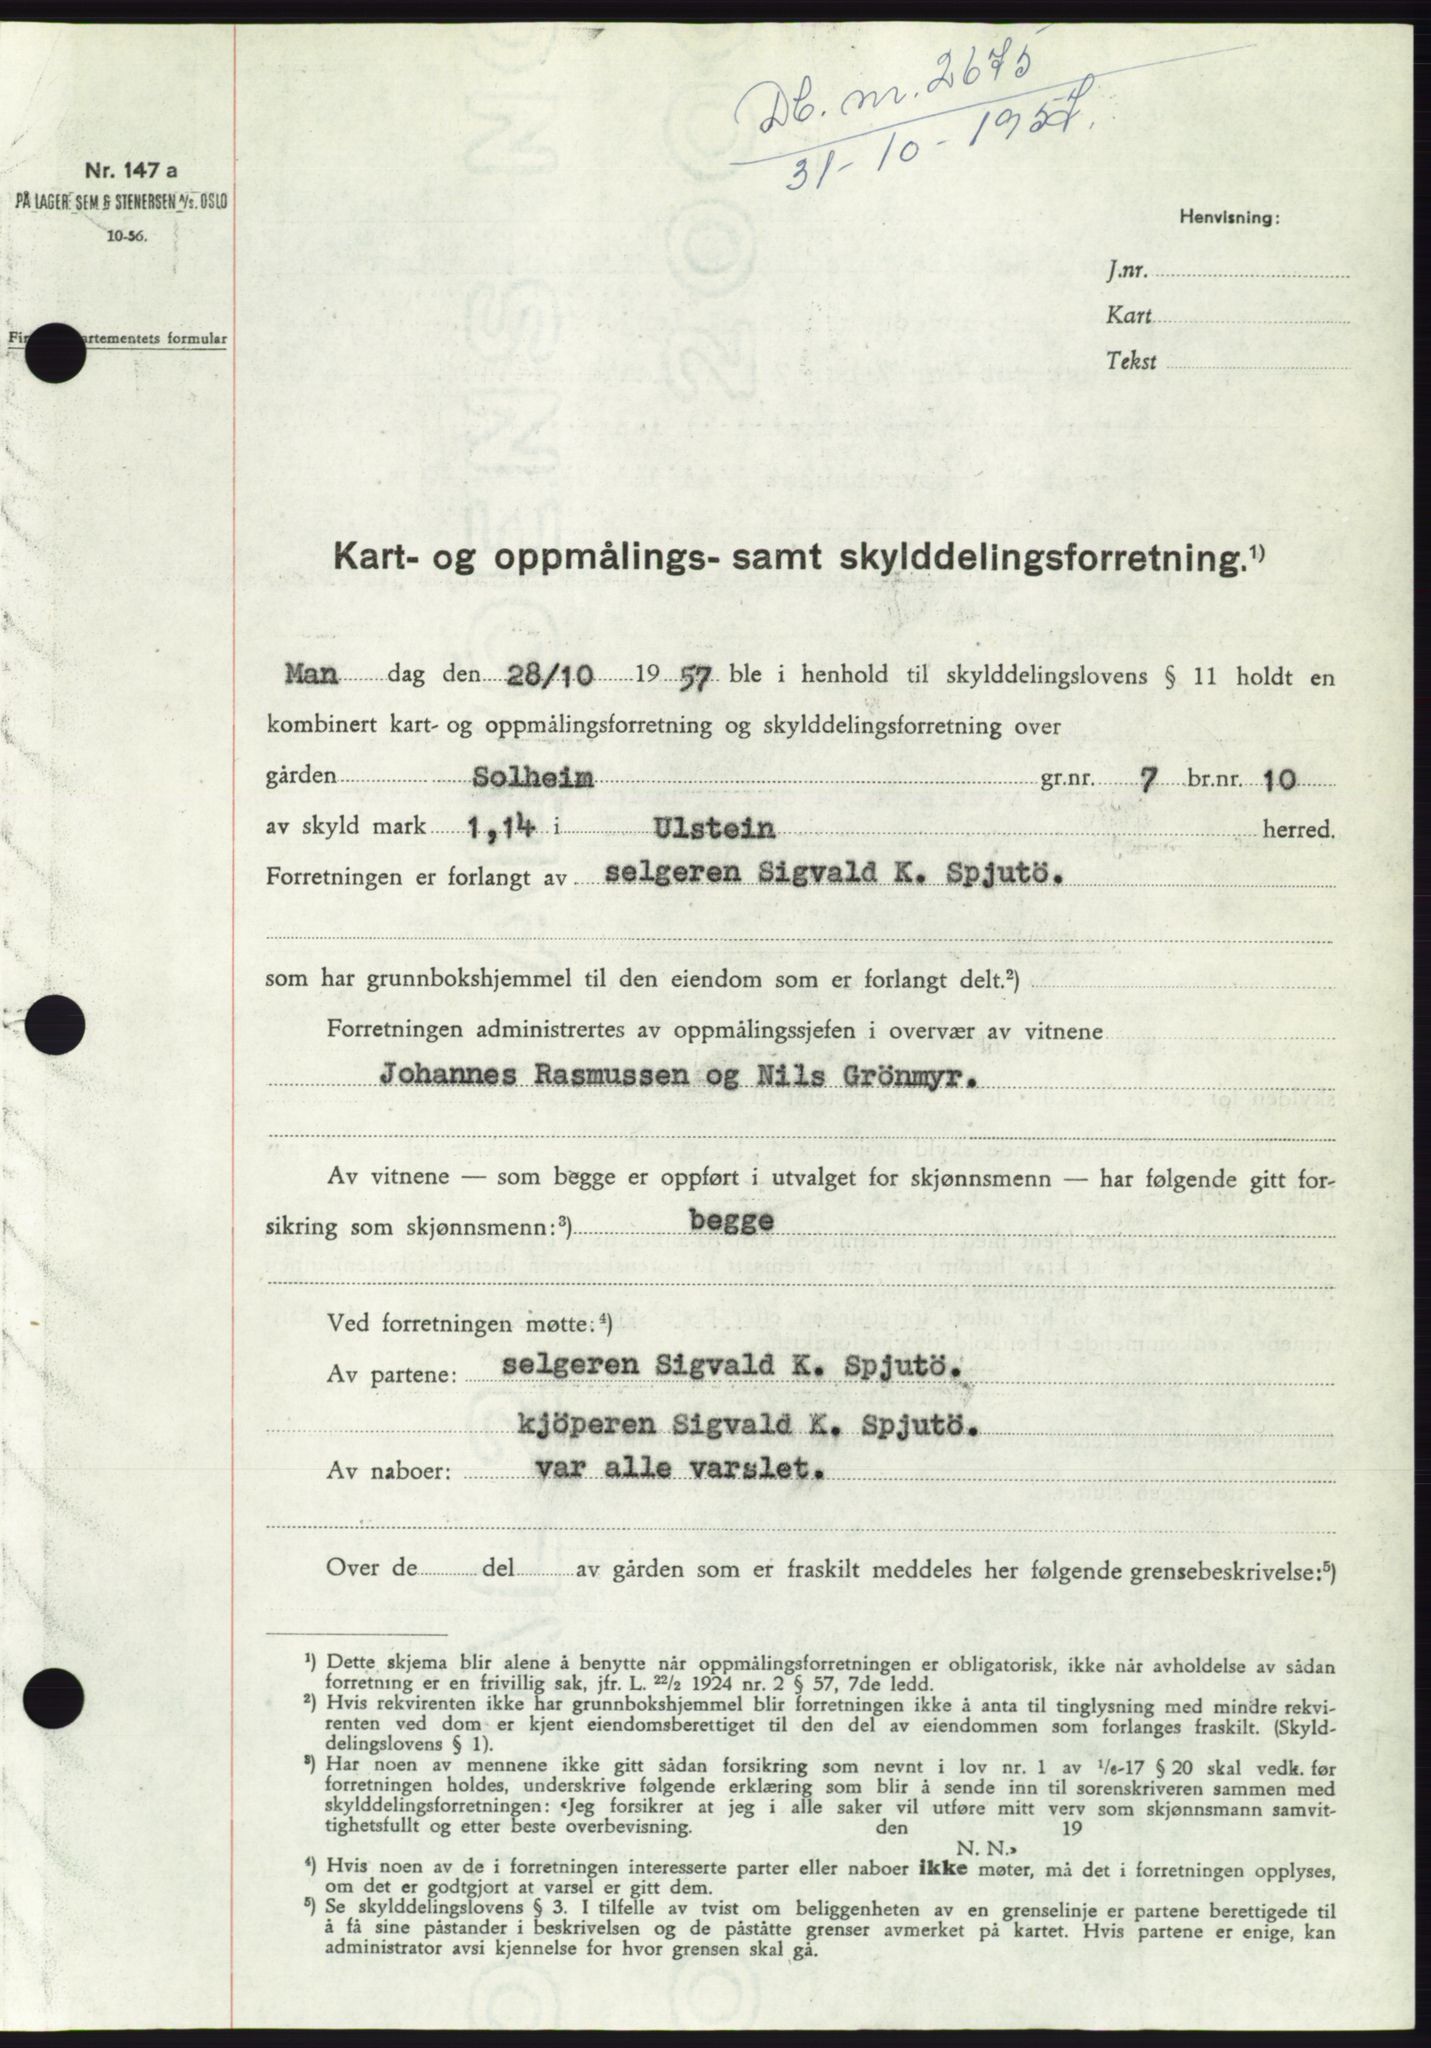 Db. nr. 2675
31-10-1957.
Nr. 147 a
PÅ LAGER: SEM & STENERSEN A/S. OSLO
10-56.
Henvisning:
J.nr.
Kart
Tekst
artementets formular
Kart- og oppmålings- samt skylddelingsforretning.¹)
Man dag den 28/10 19 57 ble i henhold til skylddelingslovens § 11 holdt en
kombinert kart- og oppmålingsforretning og skylddelingsforretning over
gården Solheim gr.nr. 7 br.nr. 10
av skyld mark 1,14 i Ulstein herred.
Forretningen er forlangt av selgeren Sigvald K. Spjutö.
som har grunnbokshjemmel til den eiendom som er forlangt delt.²)
Forretningen administrertes av oppmålingssjefen i overvær av vitnene
Johannes Rasmussen og Nils Grönmyr.
Av vitnene — som begge er oppført i utvalget for skjønnsmenn — har følgende gitt for-
sikring som skjønnsmenn:³) begge
Ved forretningen møtte:⁴)
Av partene: selgeren Sigvald K. Spjutö.
kjöperen Sigvald K. Spjutö.
Av naboer: var alle varslet.
Over de del av gården som er fraskilt meddeles her følgende grensebeskrivelse:⁵)
¹) Dette skjema blir alene å benytte når oppmålingsforretningen er obligatorisk, ikke når avholdelse av sådan
forretning er en frivillig sak, jfr. L. 22/2 1924 nr. 2 § 57, 7de ledd.
²) Hvis rekvirenten ikke har grunnbokshjemmel blir forretningen ikke å anta til tinglysning med mindre rekvi-
renten ved dom er kjent eiendomsberettiget til den del av eiendommen som forlanges fraskilt. (Skyld-
delingslovens § 1).
³) Har noen av mennene ikke gitt sådan forsikring som nevnt i lov nr. 1 av 1/6-17 § 20 skal vedk. før
forretningen holdes, underskrive følgende erklæring som blir å sende inn til sorenskriveren sammen med
skylddelingsforretningen: «Jeg forsikrer at jeg i alle saker vil utføre mitt verv som skjønnsmann samvit-
tighetsfullt og etter beste overbevisning. den 19
N. N.»
⁴) Hvis noen av de i forretningen interesserte parter eller naboer ikke møter, må det i forretningen opplyses,
om det er godtgjort at varsel er gitt dem.
⁵) Se skylddelingslovens § 3. I tilfelle av tvist om beliggenheten av en grenselinje er partene berettigede til
å få sine påstander i beskrivelsen og de påståtte grenser avmerket på kartet. Hvis partene er enige, kan
administrator avsi kjennelse for hvor grensen skal gå.